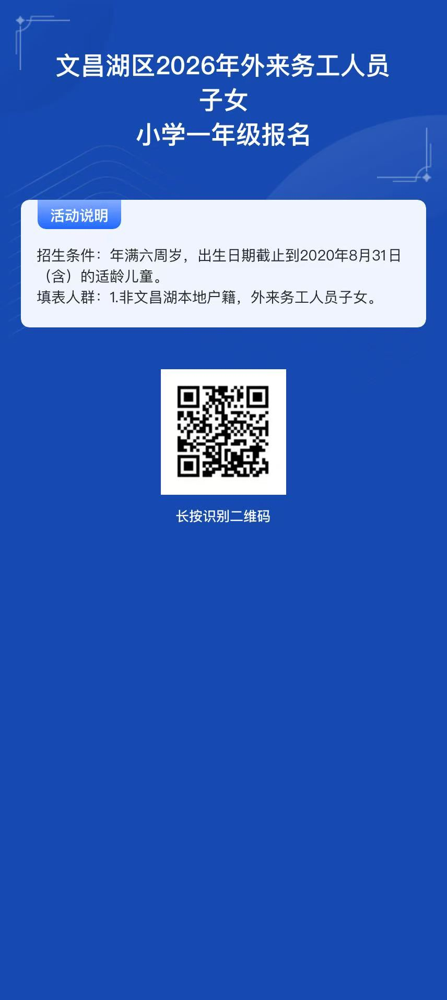 文昌湖区2026年外来务工人员
子女
小学一年级报名
活动说明
招生条件：年满六周岁，出生日期截止到2020年8月31日
（含）的适龄儿童。
填表人群：1.非文昌湖本地户籍，外来务工人员子女。
长按识别二维码